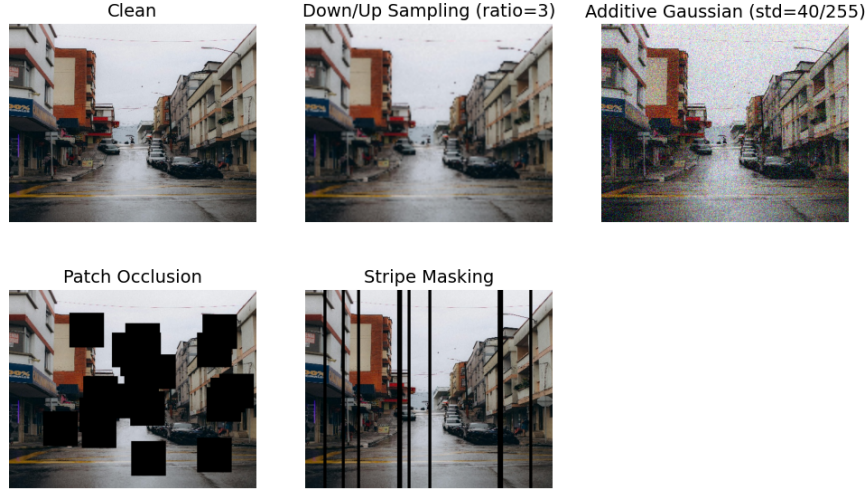 Clean
Down/Up Sampling (ratio=3)
Additive Gaussian (std=40/255)
Patch Occlusion
Stripe Masking